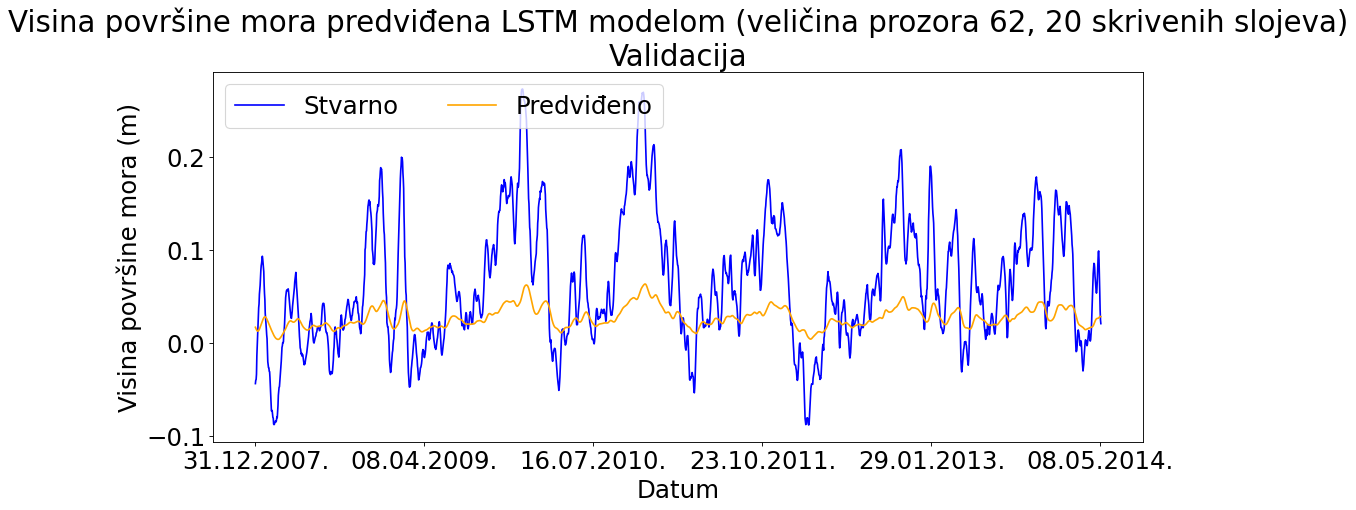 Visina površine mora predviđena LSTM modelom (veličina prozora 62, 20 skrivenih slojeva)
Validacija
Stvarno Predviđeno
Visina površine mora (m)
0.2
0.1
0.0
−0.1
31.12.2007. 08.04.2009. 16.07.2010. 23.10.2011. 29.01.2013. 08.05.2014.
Datum